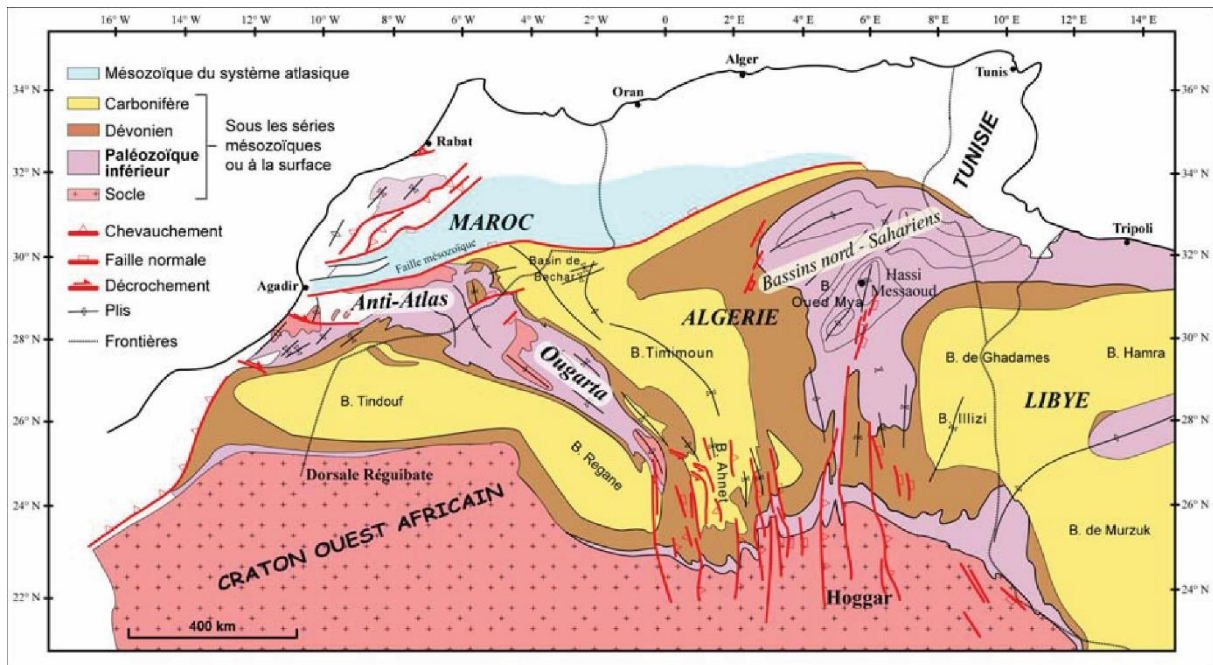 16° W 14° W 12° W 10° W 8° W 6° W 4° W 2° W 0 2° E 4° E 6° E 8° E 10° E 12° E 14° E
34° N
32° N
30° N
28° N
26° N
24° N
22° N
36° N
34° N
32° N
30° N
28° N
26° N
24° N
Mésozoïque du système atlasique
Carbonifère
Dévonien
Paléozoïque
inférieur
Socle
Sous les séries
mésozoïques
ou à la surface
Chevauchement
Faille normale
Décrochement
Plis
Frontières
Alger
Tunis
Oran
Rabat
TUNISIE
Tripoli
MAROC
Faille mésozoïque
Agadir
Anti-Atlas
Basin de
Bechar
Bassins nord - Sahariens
Hassi
Messaoud
B.
Oued Mya
ALGERIE
B.Timimoun
Ougarta
B. de Ghadames
B. Hamra
LIBYE
B. Illizi
B. Tindouf
B. Regane
B. Ahnet
Dorsale Réguibate
CRATON OUEST AFRICAIN
B. de Murzuk
Hoggar
400 km